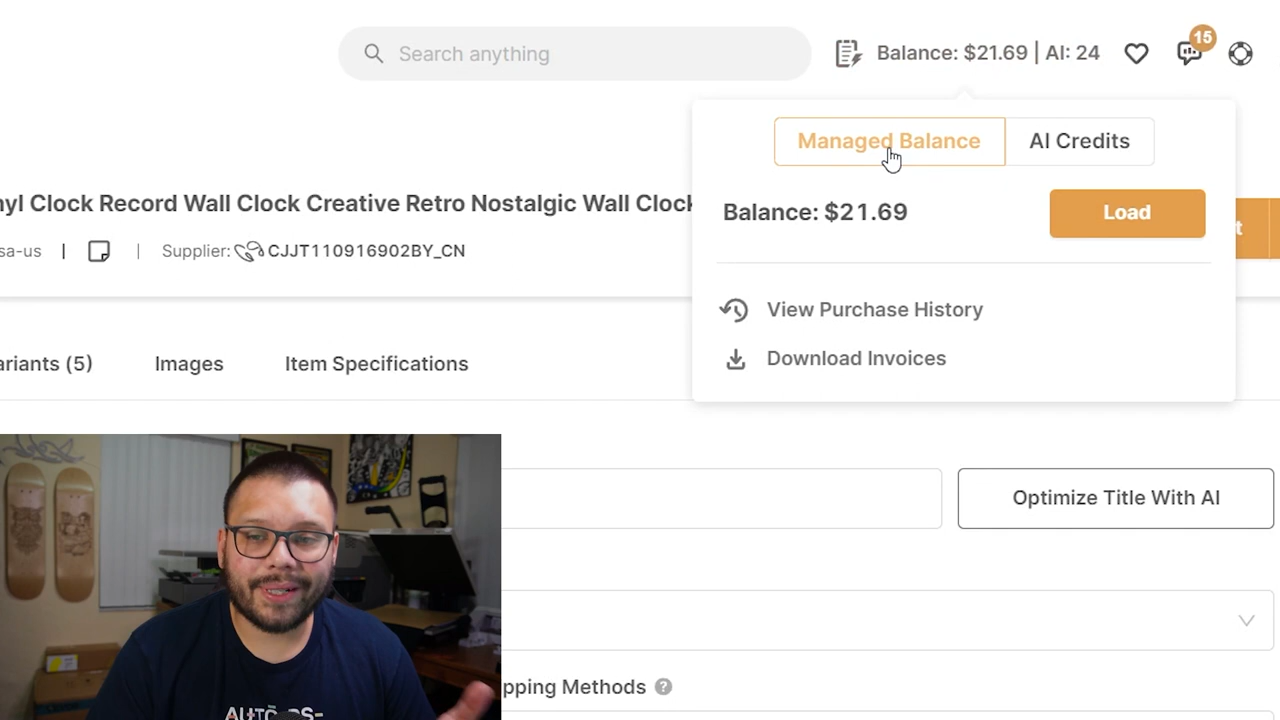 Search anything
Balance: $21.69 | AI: 24
15
Managed Balance
AI Credits
nyl Clock Record Wall Clock Creative Retro Nostalgic Wall Clock
Balance: $21.69
Load
t
sa-us
Supplier:
CJJT110916902BY_CN
View Purchase History
ariants (5)
Images
Item Specifications
Download Invoices
Optimize Title With AI
pping Methods
?